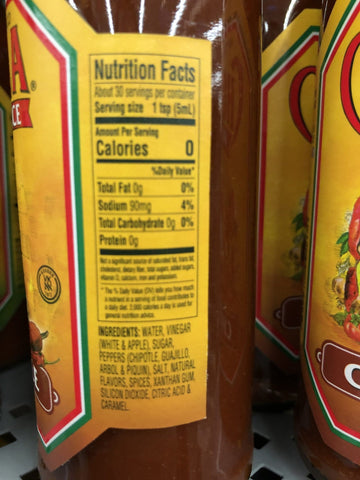 A®
CE
Nutrition Facts
About 30 servings per container
Serving size 1 tsp (5mL)
Amount Per Serving
Calories 0
%Daily Value*
Total Fat 0g 0%
Sodium 90mg 4%
Total Carbohydrate 0g 0%
Protein 0g
Not a significant source of saturated fat, trans fat,
cholesterol, dietary fiber, total sugars, added sugars,
vitamin D, calcium, iron and potassium.
* The % Daily Value (DV) tells you how much
a nutrient in a serving of food contributes to
a daily diet. 2,000 calories a day is used for
general nutrition advice.
INGREDIENTS: WATER, VINEGAR
(WHITE & APPLE), SUGAR,
PEPPERS (CHIPOTLE, GUAJILLO,
ARBOL & PIQUIN), SALT, NATURAL
FLAVORS, SPICES, XANTHAN GUM,
SILICON DIOXIDE, CITRIC ACID &
CARAMEL.
E
C